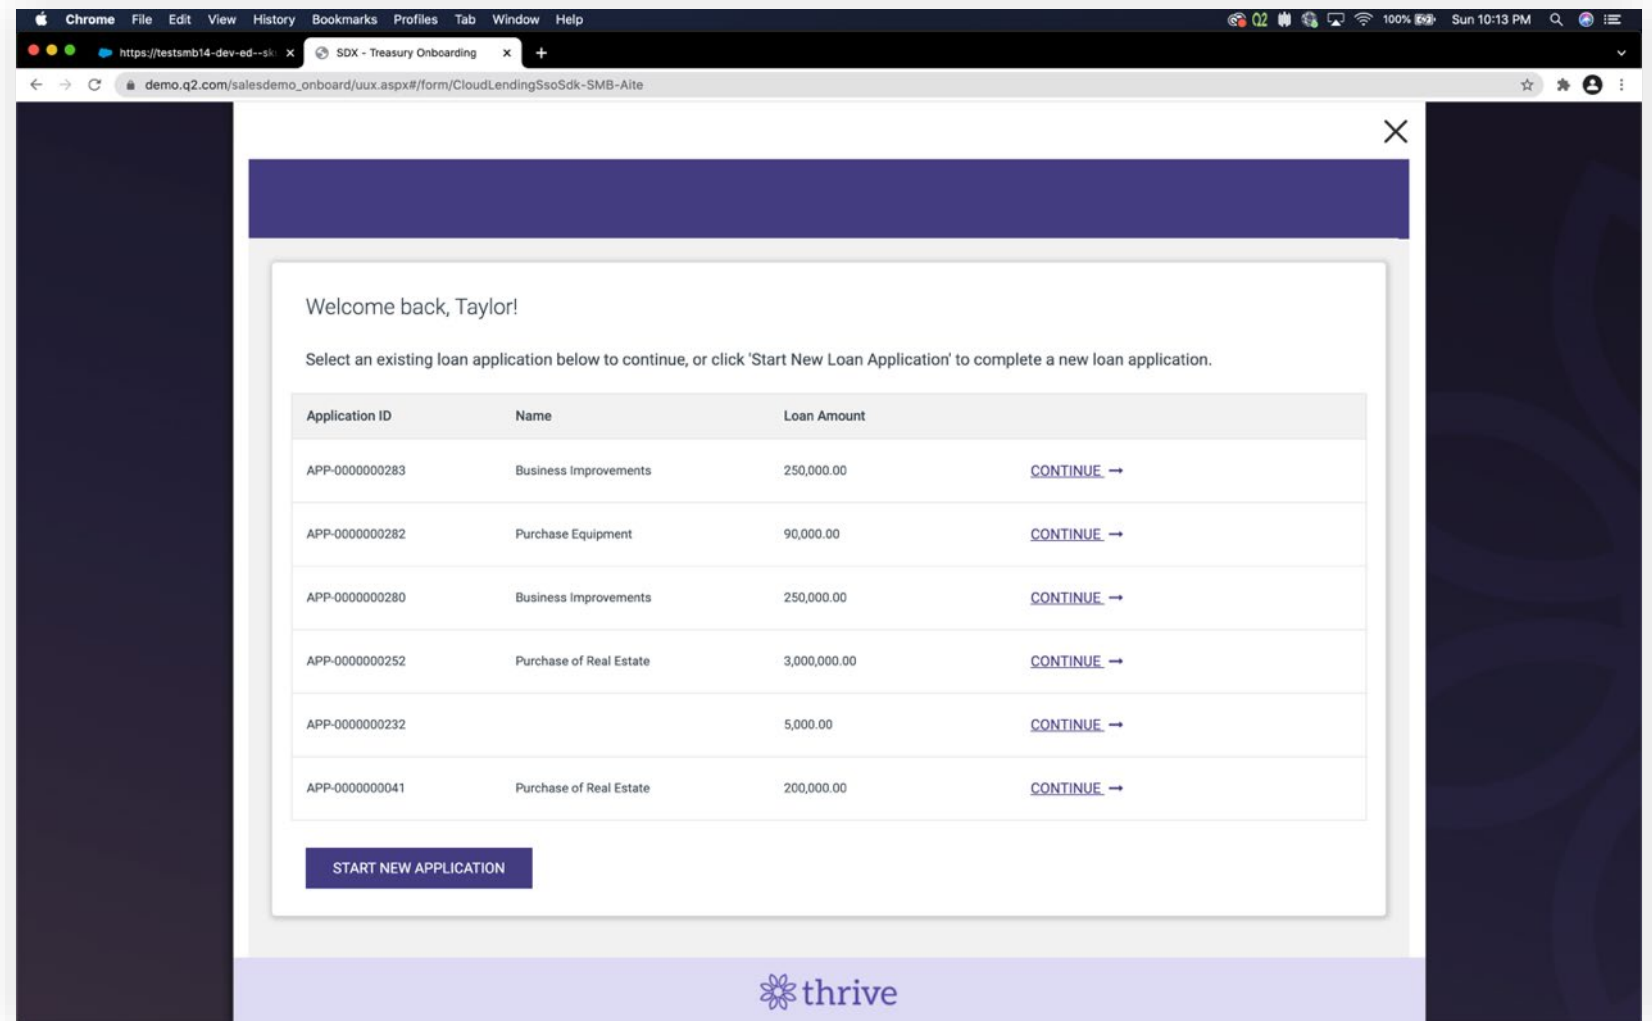 Chrome File Edit View History Bookmarks Profiles Tab Window Help 100% Sun 10:13 PM
https://testsmb14-dev-ed--sk SDX - Treasury Onboarding
demo.q2.com/salesdemo_onboard/uux.aspx#/form/CloudLendingSsoSdk-SMB-Aite
Welcome back, Taylor!
Select an existing loan application below to continue, or click 'Start New Loan Application' to complete a new loan application.
Application ID Name Loan Amount
APP-0000000283 Business Improvements 250,000.00 CONTINUE →
APP-0000000282 Purchase Equipment 90,000.00 CONTINUE →
APP-0000000280 Business Improvements 250,000.00 CONTINUE →
APP-0000000252 Purchase of Real Estate 3,000,000.00 CONTINUE →
APP-0000000232 5,000.00 CONTINUE →
APP-0000000041 Purchase of Real Estate 200,000.00 CONTINUE →
START NEW APPLICATION
thrive